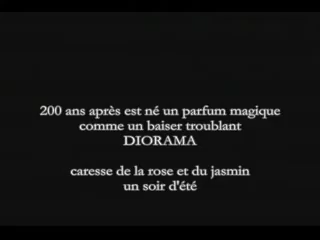 200 ans après est né un parfum magique
comme un baiser troublant
DIORAMA
caresse de la rose et du jasmin
un soir d'été